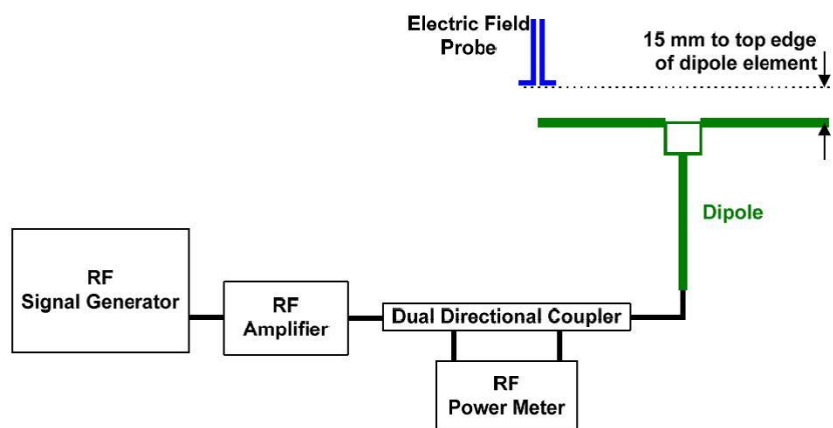 Electric Field
Probe
15 mm to top edge
of dipole element
Dipole
RF
Signal Generator
RF
Amplifier
Dual Directional Coupler
RF
Power Meter